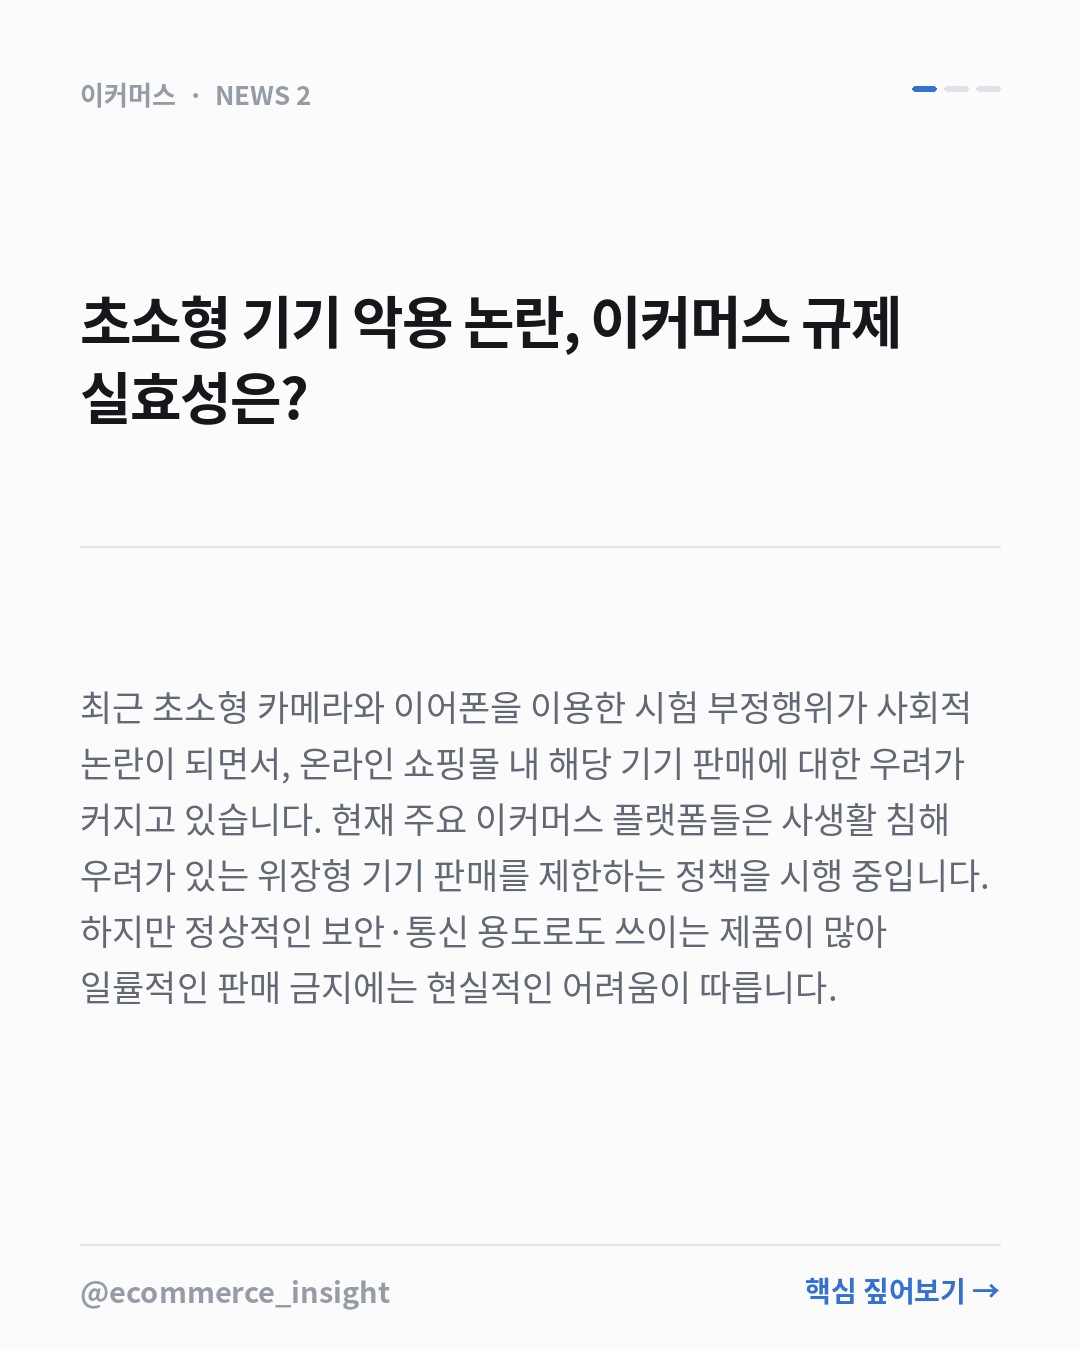 이커머스 · NEWS 2
초소형 기기 악용 논란, 이커머스 규제
실효성은?
최근 초소형 카메라와 이어폰을 이용한 시험 부정행위가 사회적
논란이 되면서, 온라인 쇼핑몰 내 해당 기기 판매에 대한 우려가
커지고 있습니다. 현재 주요 이커머스 플랫폼들은 사생활 침해
우려가 있는 위장형 기기 판매를 제한하는 정책을 시행 중입니다.
하지만 정상적인 보안·통신 용도로도 쓰이는 제품이 많아
일률적인 판매 금지에는 현실적인 어려움이 따릅니다.
@ecommerce_insight
핵심 짚어보기 →